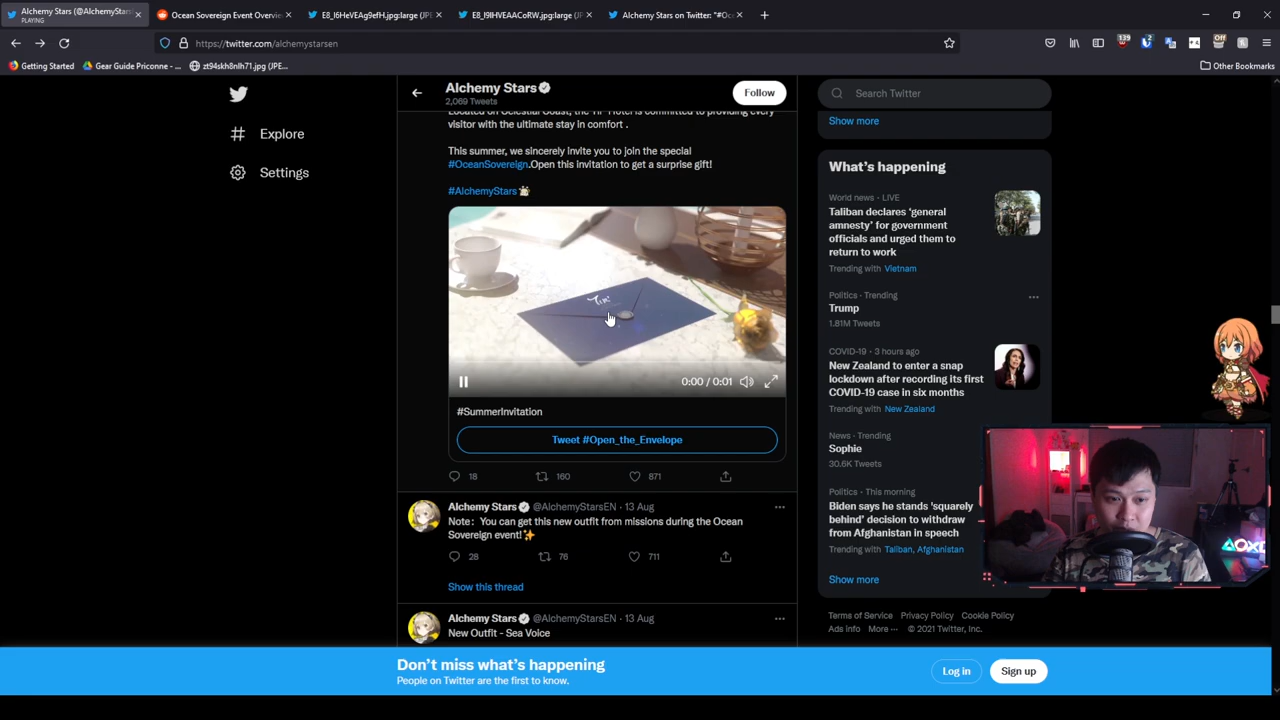 Alchemy Stars (@AlchemyStars
PLAYING
Ocean Sovereign Event Overview
E8_I6HeVEAg9efH.jpg:large (JPE
E8_I9IHVEAACoRW.jpg:large (JP
Alchemy Stars on Twitter: "#Oc
https://twitter.com/alchemystarsen
139
2
Off
Getting Started
Gear Guide Priconne - ...
zt94skh8nlh71.jpg (JPE...
Other Bookmarks
Explore
Settings
Alchemy Stars
2,069 Tweets
Follow
Located on Celestial Coast, the Hotel is committed to providing every
visitor with the ultimate stay in comfort .
This summer, we sincerely invite you to join the special
#OceanSovereign.Open this invitation to get a surprise gift!
#AlchemyStars
0:00 / 0:01
#SummerInvitation
Tweet #Open_the_Envelope
18
160
871
Alchemy Stars @AlchemyStarsEN · 13 Aug
Note: You can get this new outfit from missions during the Ocean
Sovereign event!
28
78
711
Show this thread
Alchemy Stars @AlchemyStarsEN · 13 Aug
New Outfit - Sea Voice
Search Twitter
Show more
What's happening
World news · LIVE
Taliban declares 'general
amnesty' for government
officials and urged them to
return to work
Trending with Vietnam
Politics · Trending
Trump
1.81M Tweets
COVID-19 · 3 hours ago
New Zealand to enter a snap
lockdown after recording its first
COVID-19 case in six months
Trending with New Zealand
News · Trending
Sophie
30.6K Tweets
Politics · This morning
Biden says he stands 'squarely
behind' decision to withdraw
from Afghanistan in speech
Trending with Taliban, Afghanistan
Show more
Terms of Service Privacy Policy Cookie Policy
Ads info More ··· © 2021 Twitter, Inc.
Don't miss what's happening
People on Twitter are the first to know.
Log in
Sign up